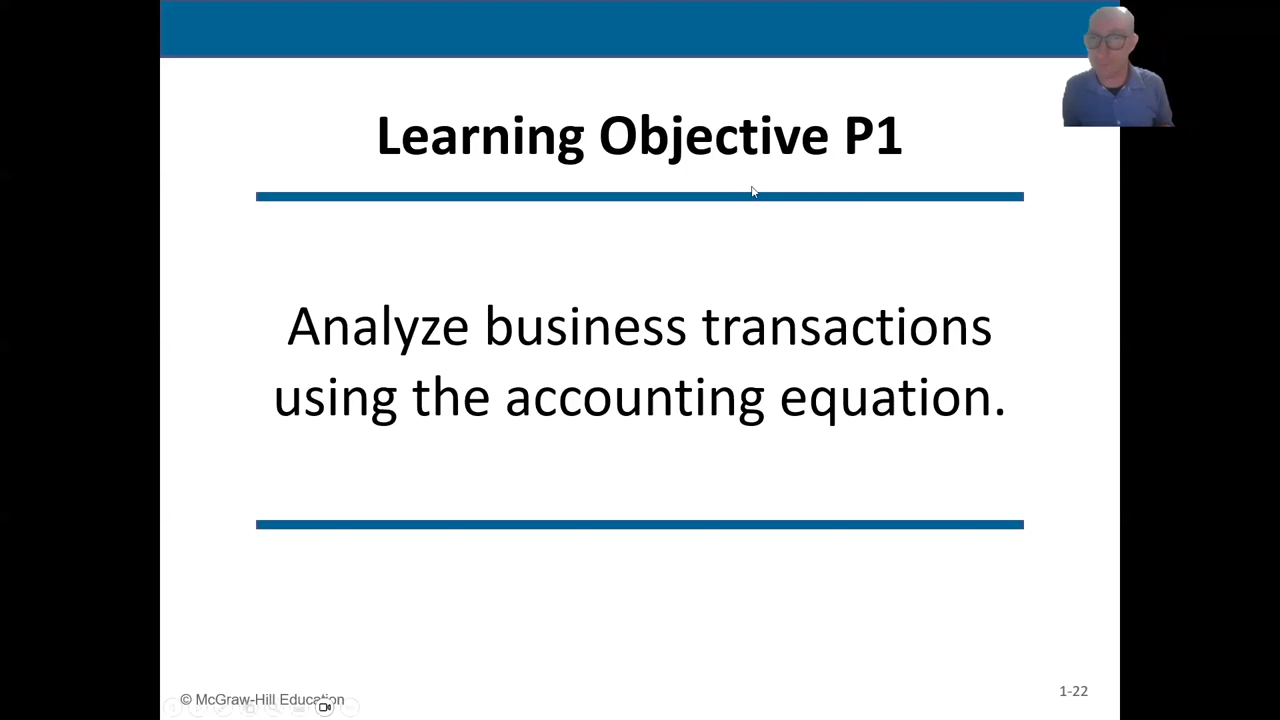 Learning Objective P1
Analyze business transactions
using the accounting equation.
© McGraw-Hill Education
1-22